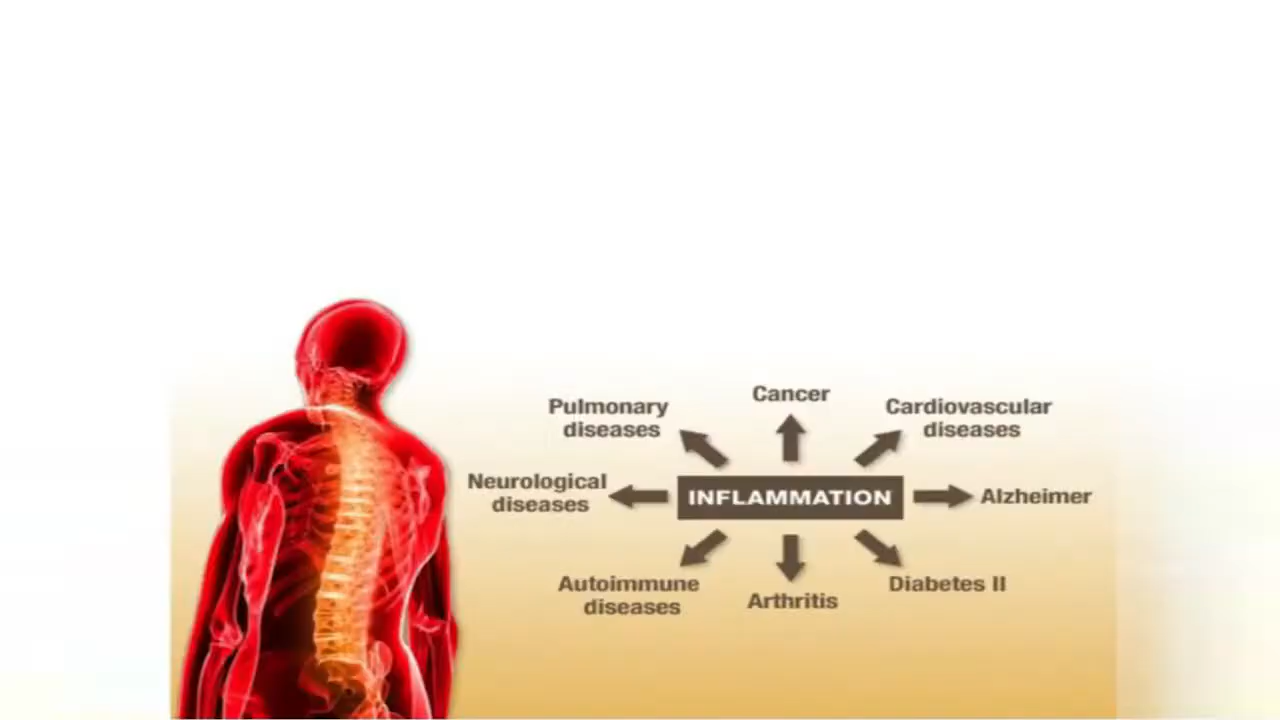 Cancer
Pulmonary
diseases
Cardiovascular
diseases
Neurological
diseases
INFLAMMATION
Alzheimer
Autoimmune
diseases
Arthritis
Diabetes II